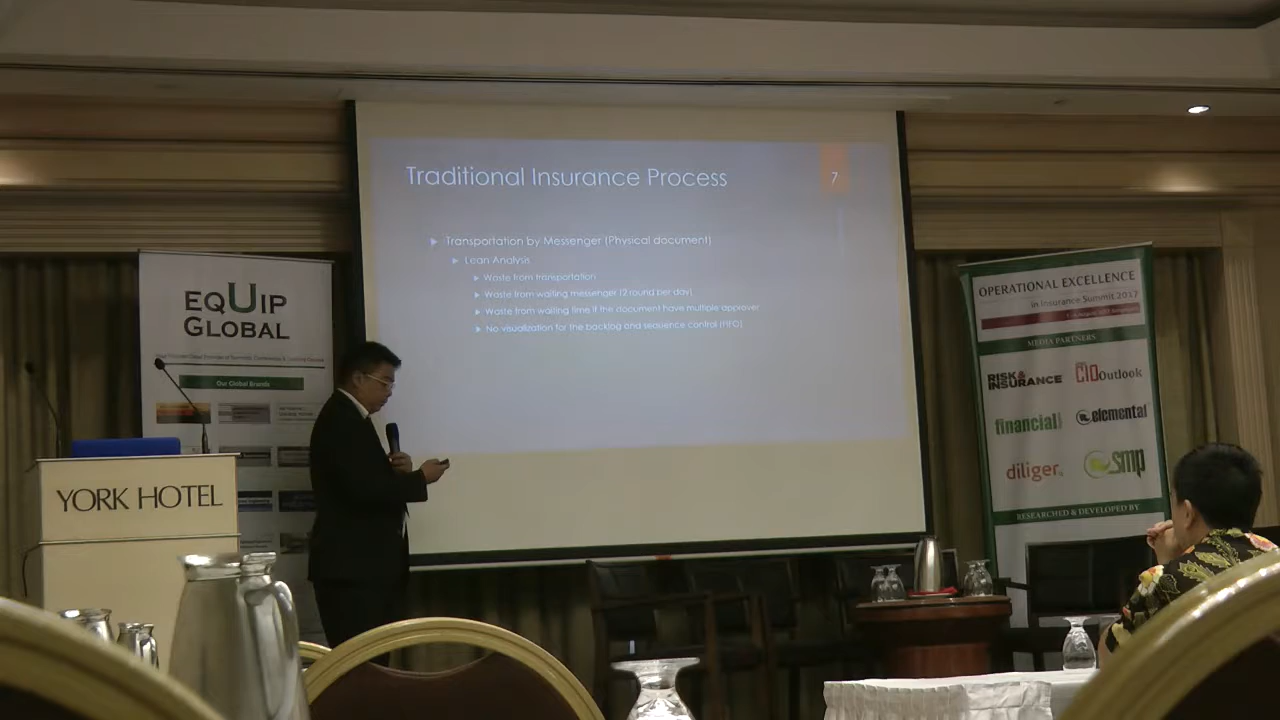 Traditional Insurance Process
7
Transportation by Messenger (Physical document)
Lean Analysis
Waste from transportation
Waste from waiting messenger (2 round per day)
Waste from waiting time if the document have multiple approver
No visualization for the backlog and sequence control (FIFO)
EQUIP
GLOBAL
Our Global Brands
YORK HOTEL
OPERATIONAL EXCELLENCE
in Insurance Summit 2017
MEDIA PARTNERS
RISK&
INSURANCE
CIOOutlook
financial
elemental
diliger
smp
RESEARCHED & DEVELOPED BY